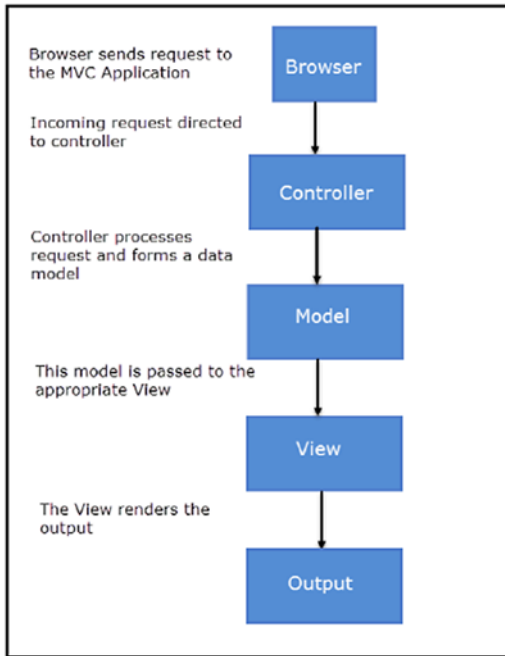 Browser sends request to
the MVC Application
Browser
Incoming request directed
to controller
Controller
Controller processes
request and forms a data
model
Model
This model is passed to the
appropriate View
View
The View renders the
output
Output